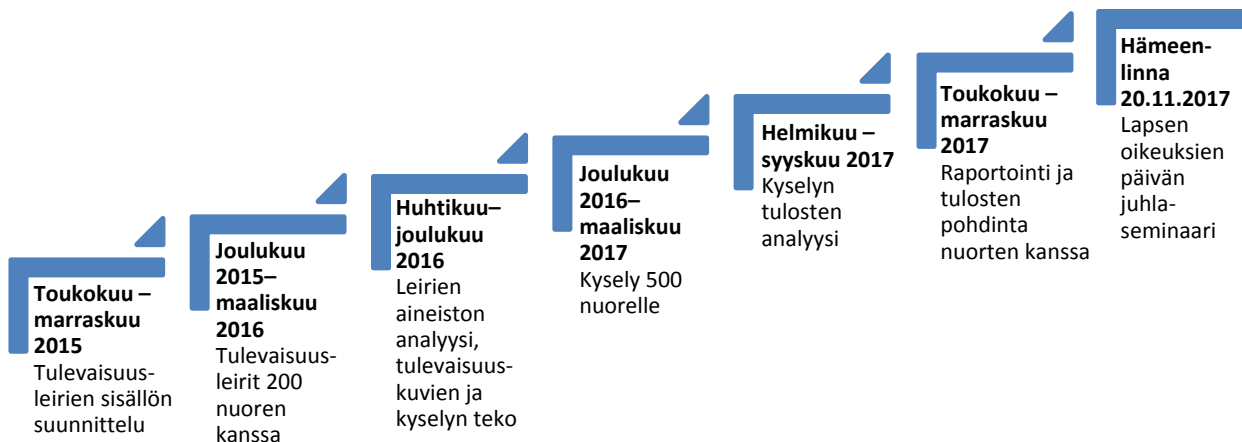 Toukokuu –
marraskuu
2015
Tulevaisuus-
leirien sisällön
suunnittelu
Joulukuu
2015–
maaliskuu
2016
Tulevaisuus-
leirit 200
nuoren
kanssa
Huhtikuu–
joulukuu
2016
Leirien
aineiston
analyysi,
tulevaisuus-
kuvien ja
kyselyn teko
Joulukuu
2016–
maaliskuu
2017
Kysely 500
nuorelle
Helmikuu –
syyskuu 2017
Kyselyn
tulosten
analyysi
Toukokuu –
marraskuu
2017
Raportointi ja
tulosten
pohdinta
nuorten kanssa
Hämeen-
linna
20.11.2017
Lapsen
oikeuksien
päivän
juhla-
seminaari